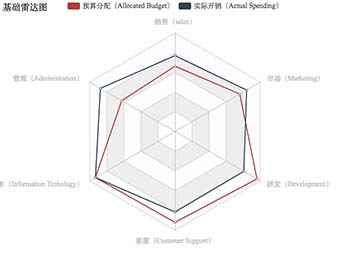 基础雷达图
预算分配（Allocated Budget）
实际开销（Actual Spending）
销售（sales）
管理（Administration）
市场（Marketing）
术（Information Techology）
研发（Development）
客服（Customer Support）